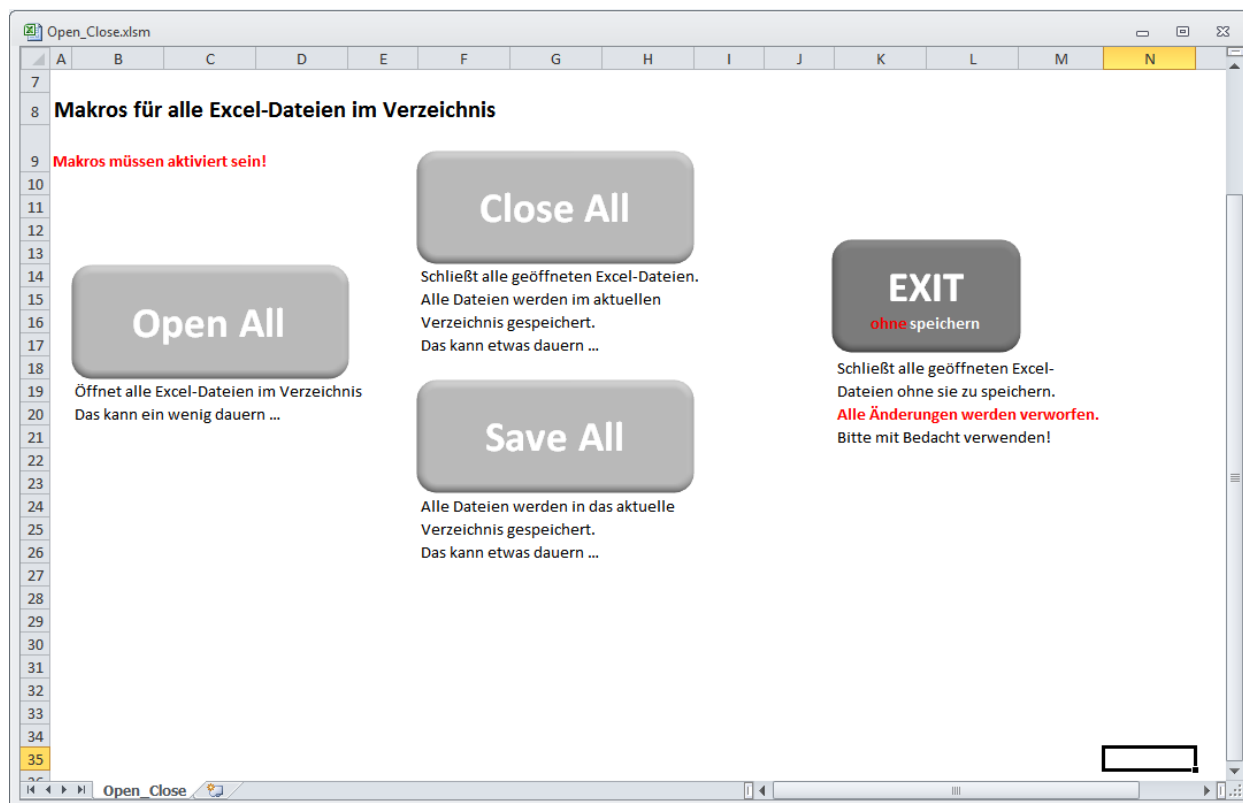 Open_Close.xlsm
A B C D E F G H I J K L M N
7
8 Makros für alle Excel-Dateien im Verzeichnis
9 Makros müssen aktiviert sein!
10
11 Close All
12
13
14 Schließt alle geöffneten Excel-Dateien. EXIT
15 Alle Dateien werden im aktuellen
16 Open All Verzeichnis gespeichert. ohne speichern
17 Das kann etwas dauern ...
18 Schließt alle geöffneten Excel-
19 Öffnet alle Excel-Dateien im Verzeichnis Dateien ohne sie zu speichern.
20 Das kann ein wenig dauern ... Alle Änderungen werden verworfen.
21 Save All Bitte mit Bedacht verwenden!
22
23
24 Alle Dateien werden in das aktuelle
25 Verzeichnis gespeichert.
26 Das kann etwas dauern ...
27
28
29
30
31
32
33
34
35
Open_Close